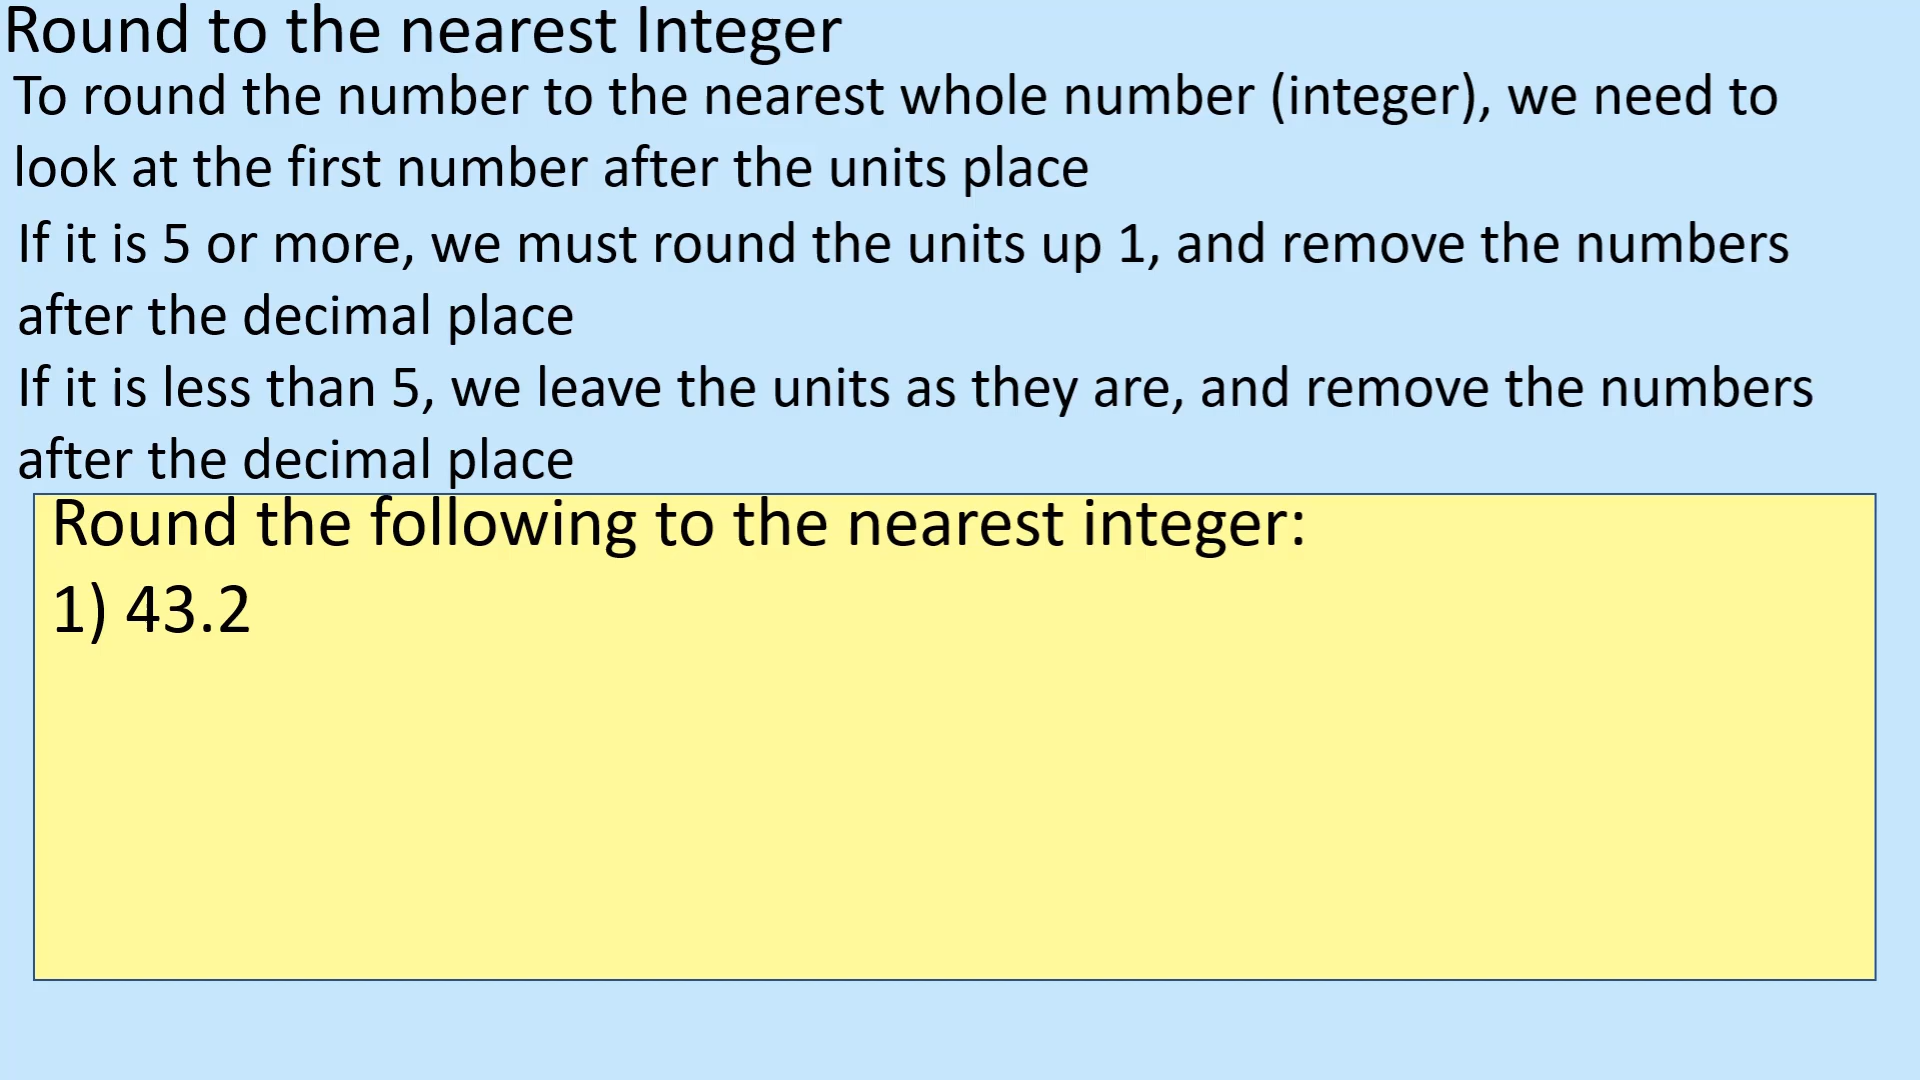 Round to the nearest Integer
To round the number to the nearest whole number (integer), we need to
look at the first number after the units place
If it is 5 or more, we must round the units up 1, and remove the numbers
after the decimal place
If it is less than 5, we leave the units as they are, and remove the numbers
after the decimal place
Round the following to the nearest integer:
1) 43.2